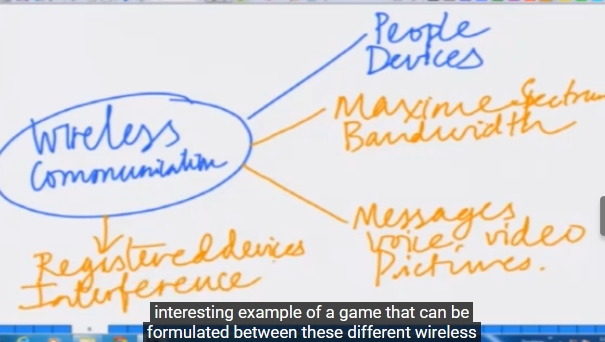 People
Devices
Wireless
Communication
Maxime Spectrum
Bandwidth
Messages,
voice, video
Pictures.
Registered devices
Interference
interesting example of a game that can be
formulated between these different wireless